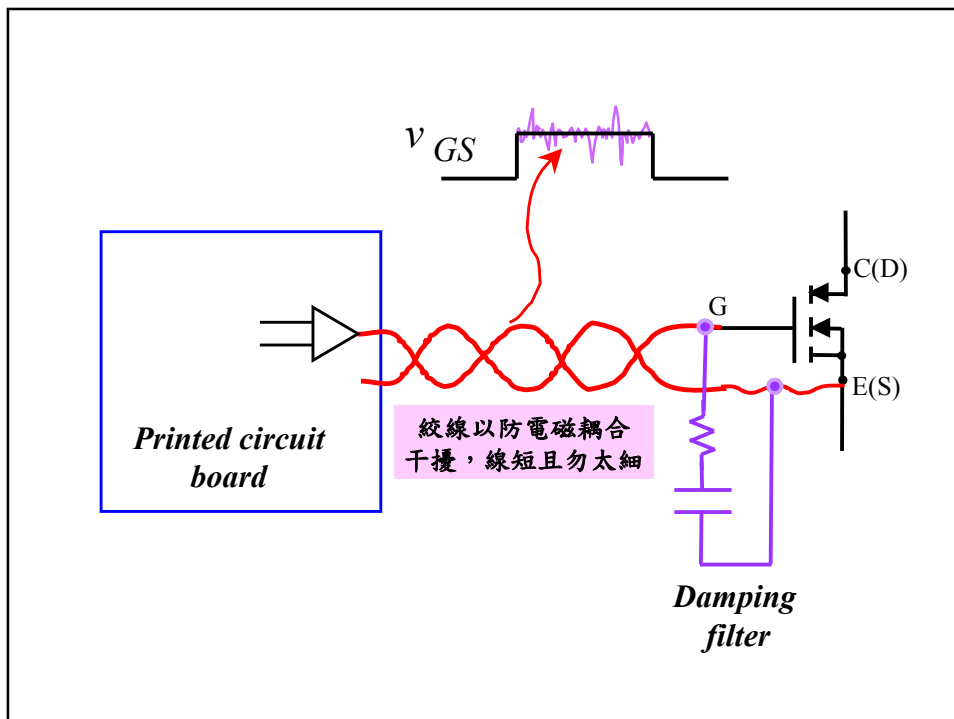 v GS
C(D)
G
E(S)
Printed circuit
board
絞線以防電磁耦合
干擾，線短且勿太細
Damping
filter